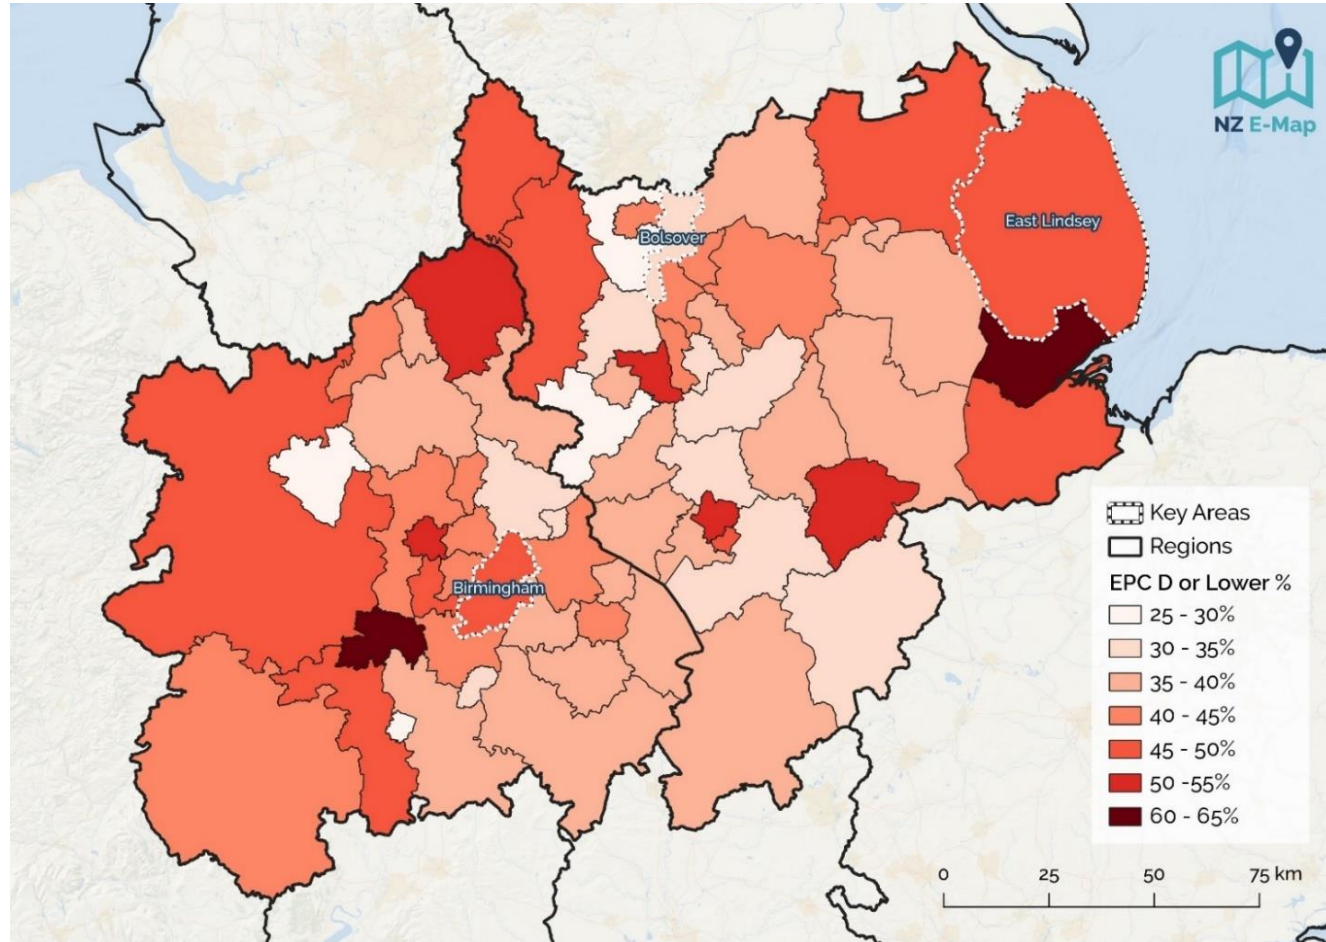 NZ E-Map
East Lindsey
Bolsover
Birmingham
Key Areas
Regions
EPC D or Lower %
25 - 30%
30 - 35%
35 - 40%
40 - 45%
45 - 50%
50 -55%
60 - 65%
0 25 50 75 km